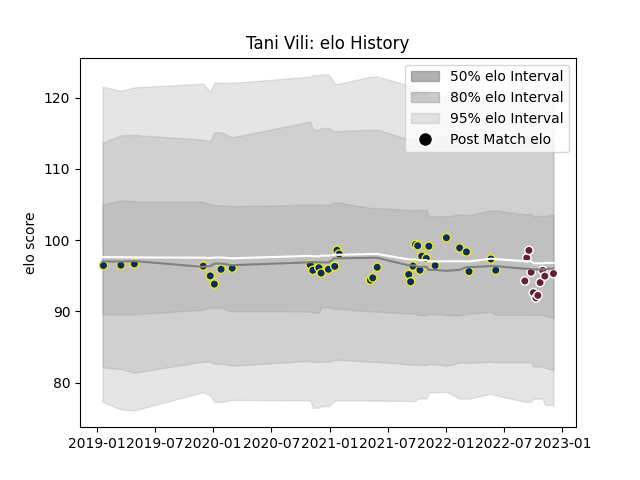 Tani Vili: elo History
50% elo Interval
80% elo Interval
95% elo Interval
Post Match elo
elo score
120
110
100
90
80
2019-01 2019-07 2020-01 2020-07 2021-01 2021-07 2022-01 2022-07 2023-01